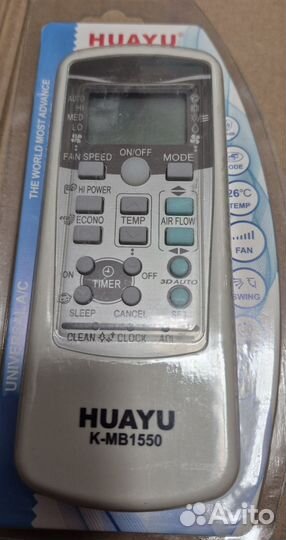 HUAYU
THE WORLD MOST ADVANCE
UNIVERSAL A/C
AUTO
HI
MED
LO
ON/OFF
FAN SPEED
MODE
HI POWER
ECONO
TEMP
AIR FLOW
ON
OFF
TIMER
3D AUTO
SLEEP
CANCEL
SET
CLEAN
CLOCK
HUAYU
K-MB1550
26°C
TEMP
FAN
SWING
Avito